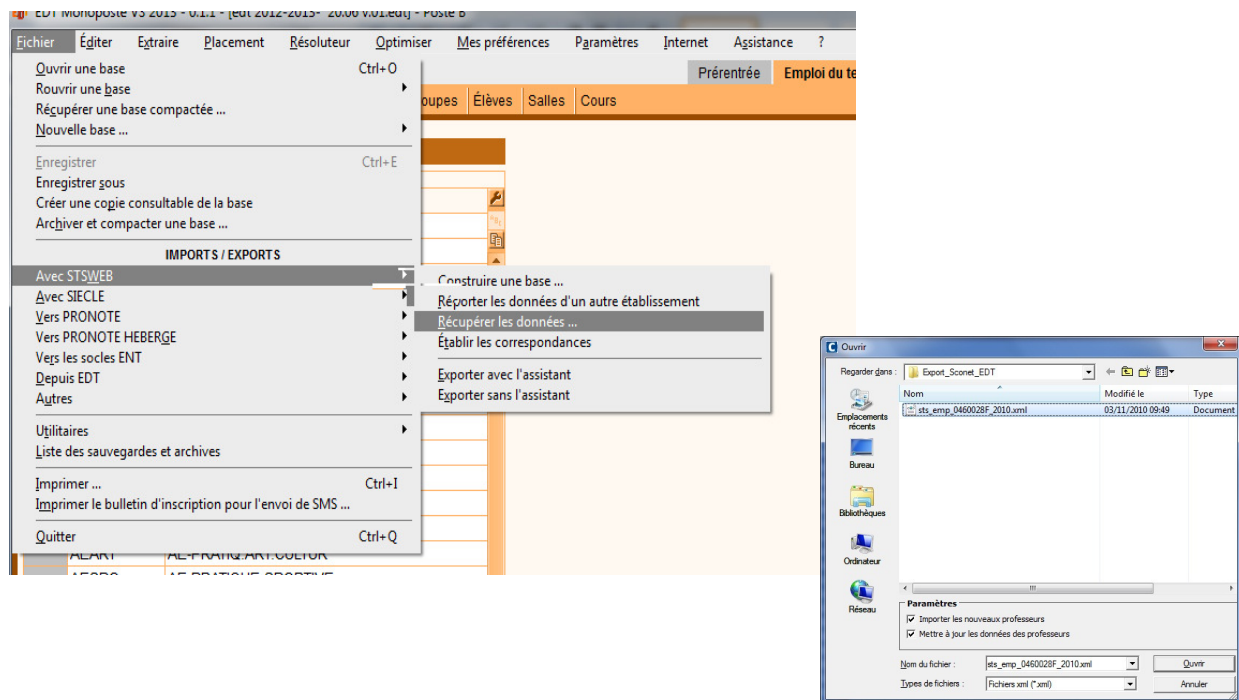 EDT Monoposte V3 2013 - 0.1.1 - [edt 2012-2013- 20.06 v.01.edt] - Poste B
Fichier Éditer Extraire Placement Résoluteur Optimiser Mes préférences Paramètres Internet Assistance ?
Prérentrée Emploi du te
oupes Élèves Salles Cours
Ouvrir une base Ctrl+O
Rouvrir une base
Récupérer une base compactée ...
Nouvelle base ...
Enregistrer Ctrl+E
Enregistrer sous
Créer une copie consultable de la base
Archiver et compacter une base ...
IMPORTS / EXPORTS
Avec STSWEB
Avec SIECLE
Vers PRONOTE
Vers PRONOTE HEBERGE
Vers les socles ENT
Depuis EDT
Autres
Utilitaires
Liste des sauvegardes et archives
Imprimer ... Ctrl+I
Imprimer le bulletin d'inscription pour l'envoi de SMS ...
Quitter Ctrl+Q
AEART AE-PRATIQ.ART.CULTUR
AESPO AE-PRATIQUE SPORTIVE
Construire une base ...
Reporter les données d'un autre établissement
Récupérer les données ...
Établir les correspondances
Exporter avec l'assistant
Exporter sans l'assistant
Ouvrir
Regarder dans : Export_Sconet_EDT
Nom Modifié le Type
sts_emp_0460028F_2010.xml 03/11/2010 09:49 Document
Emplacements récents
Bureau
Bibliothèques
Ordinateur
Réseau
Paramètres
Importer les nouveaux professeurs
Mettre à jour les données des professeurs
Nom du fichier : sts_emp_0460028F_2010.xml Ouvrir
Types de fichiers : Fichiers xml (*.xml) Annuler